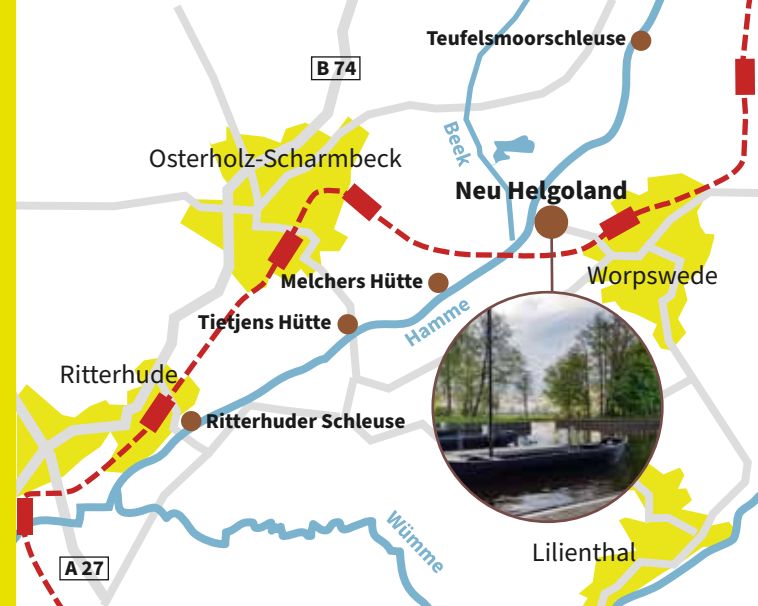 Teufelsmoorschleuse
B 74
Beek
Osterholz-Scharmbeck
Neu Helgoland
Worpswede
Melchers Hütte
Hamme
Tietjens Hütte
Ritterhude
Ritterhuder Schleuse
Wümme
Lilienthal
A 27